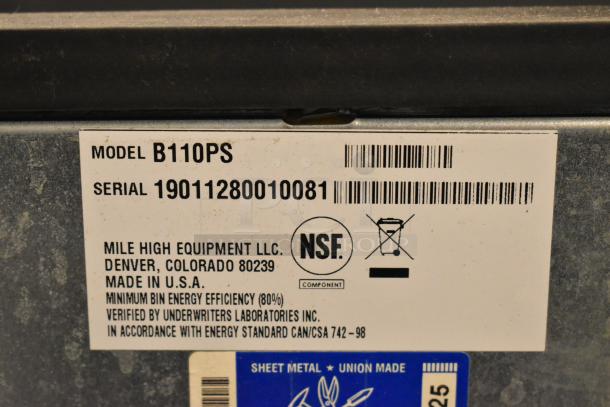 MODEL B110PS
SERIAL 19011280010081
NSF.
COMPONENT
MILE HIGH EQUIPMENT LLC.
DENVER, COLORADO 80239
MADE IN U.S.A.
MINIMUM BIN ENERGY EFFICIENCY (80%)
VERIFIED BY UNDERWRITERS LABORATORIES INC.
IN ACCORDANCE WITH ENERGY STANDARD CAN/CSA 742-98
SHEET METAL ★ UNION MADE
25